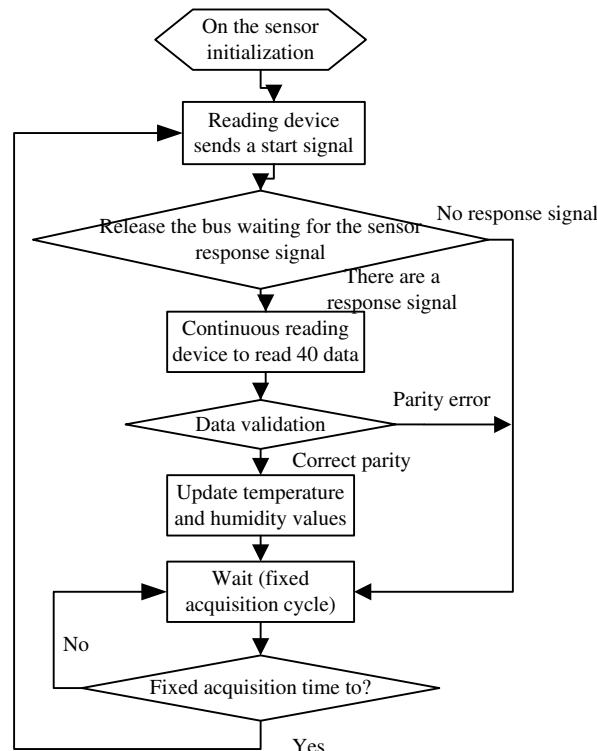 On the sensor
initialization
Reading device
sends a start signal
Release the bus waiting for the sensor
response signal
No response signal
There are a
response signal
Continuous reading
device to read 40 data
Parity error
Data validation
Correct parity
Update temperature
and humidity values
Wait (fixed
acquisition cycle)
No
Fixed acquisition time to?
Yes